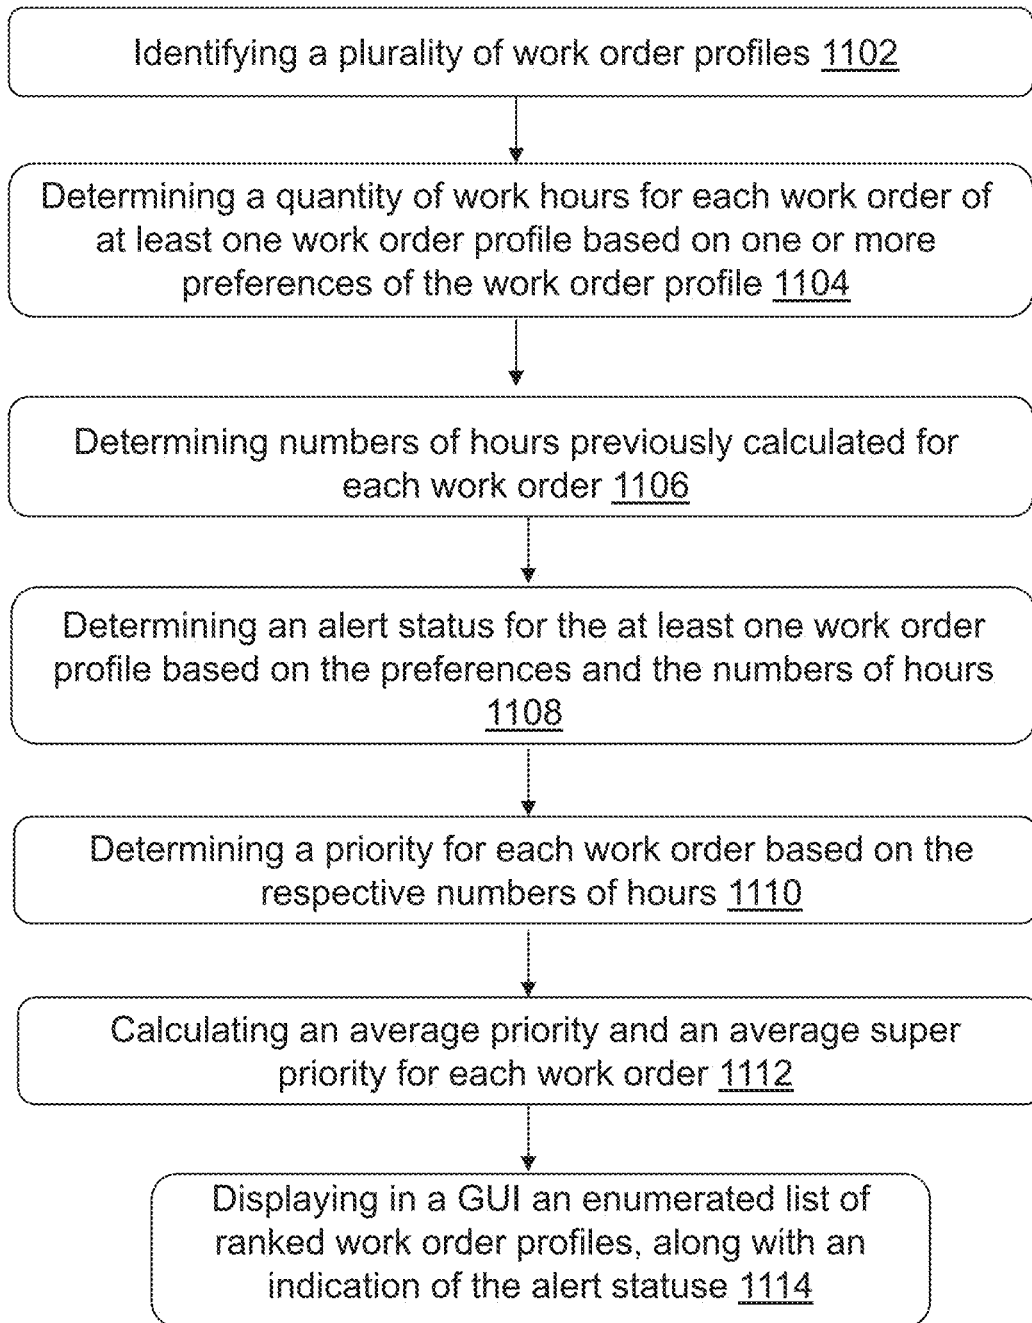 Identifying a plurality of work order profiles 1102
Determining a quantity of work hours for each work order of
at least one work order profile based on one or more
preferences of the work order profile 1104
Determining numbers of hours previously calculated for
each work order 1106
Determining an alert status for the at least one work order
profile based on the preferences and the numbers of hours
1108
Determining a priority for each work order based on the
respective numbers of hours 1110
Calculating an average priority and an average super
priority for each work order 1112
Displaying in a GUI an enumerated list of
ranked work order profiles, along with an
indication of the alert statuse 1114